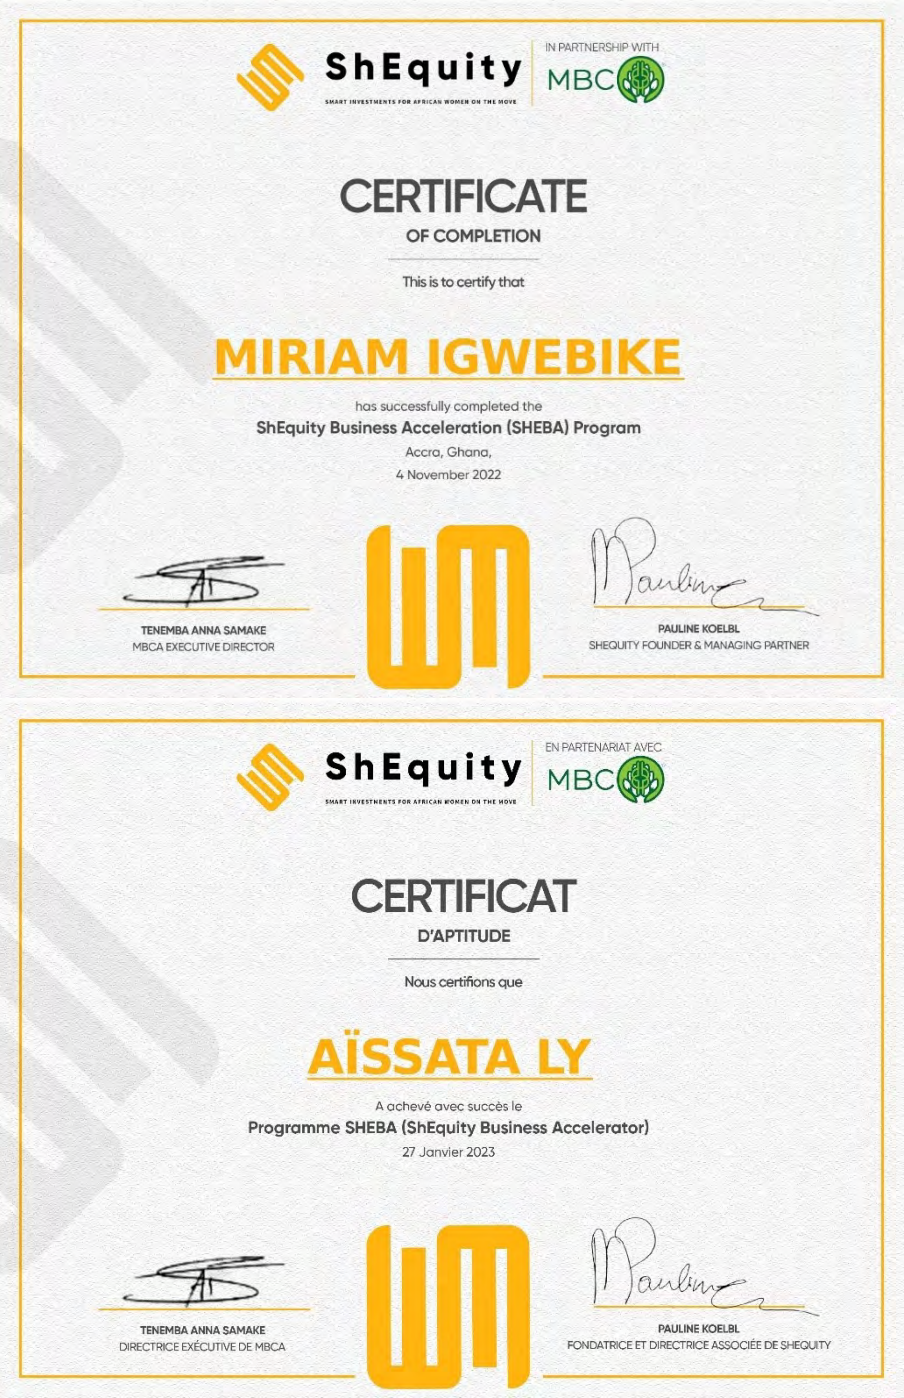 ShEquity
SMART INVESTMENTS FOR AFRICAN WOMEN ON THE MOVE
IN PARTNERSHIP WITH
MBC
CERTIFICATE
OF COMPLETION
This is to certify that
MIRIAM IGWEBIKE
has successfully completed the
ShEquity Business Acceleration (SHEBA) Program
Accra, Ghana,
4 November 2022
Pauline
TENEMBA ANNA SAMAKE
MBCA EXECUTIVE DIRECTOR
PAULINE KOELBL
SHEQUITY FOUNDER & MANAGING PARTNER
ShEquity
SMART INVESTMENTS FOR AFRICAN WOMEN ON THE MOVE
EN PARTENARIAT AVEC
MBC
CERTIFICAT
D'APTITUDE
Nous certifions que
AÏSSATA LY
A achevé avec succès le
Programme SHEBA (ShEquity Business Accelerator)
27 Janvier 2023
Pauline
TENEMBA ANNA SAMAKE
DIRECTRICE EXÉCUTIVE DE MBCA
PAULINE KOELBL
FONDATRICE ET DIRECTRICE ASSOCIÉE DE SHEQUITY